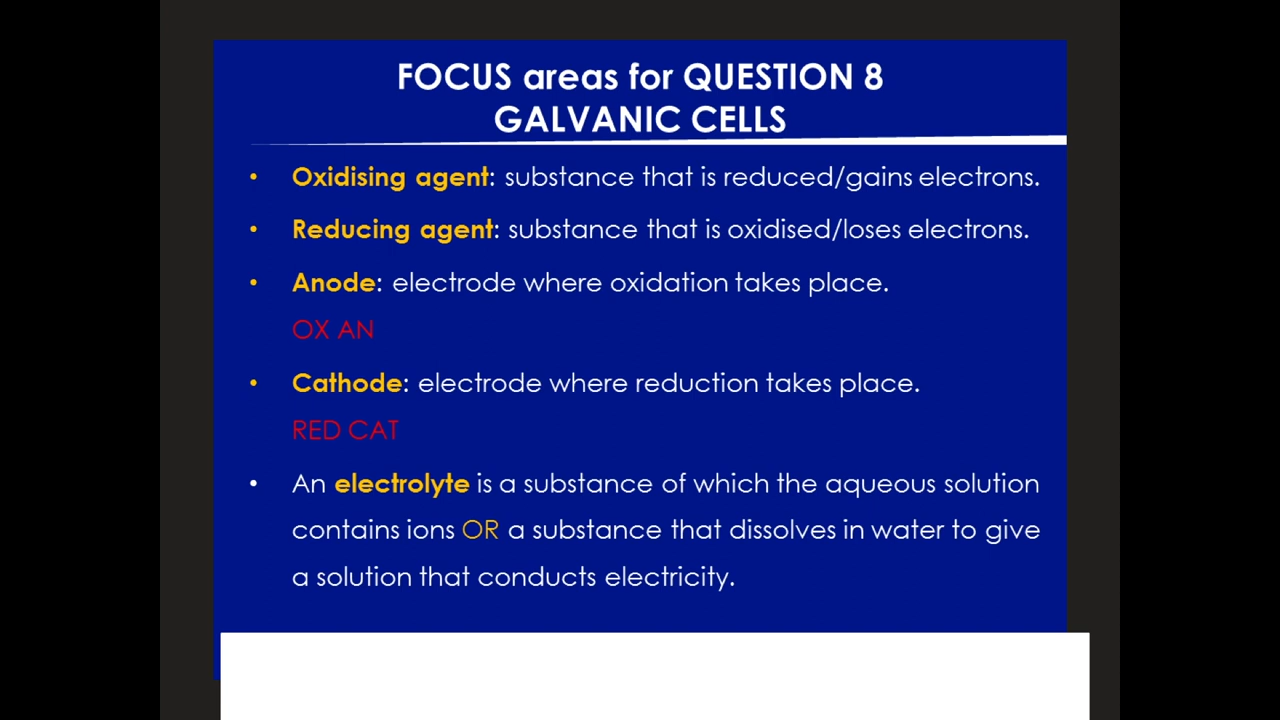 FOCUS areas for QUESTION 8
GALVANIC CELLS
• Oxidising agent: substance that is reduced/gains electrons.
• Reducing agent: substance that is oxidised/loses electrons.
• Anode: electrode where oxidation takes place.
OX AN
• Cathode: electrode where reduction takes place.
RED CAT
• An electrolyte is a substance of which the aqueous solution
contains ions OR a substance that dissolves in water to give
a solution that conducts electricity.